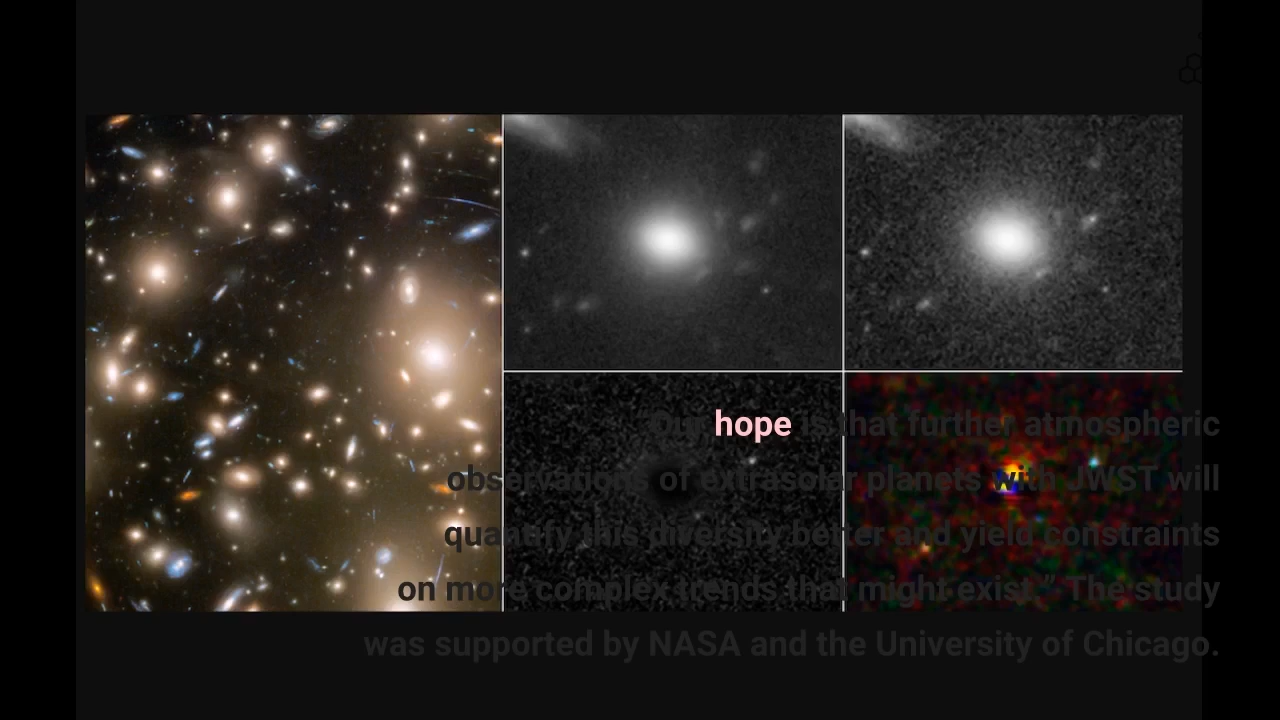 Our hope is that further atmospheric
observations of extrasolar planets with JWST will
quantify this diversity better and yield constraints
on more complex trends that might exist.” The study
was supported by NASA and the University of Chicago.